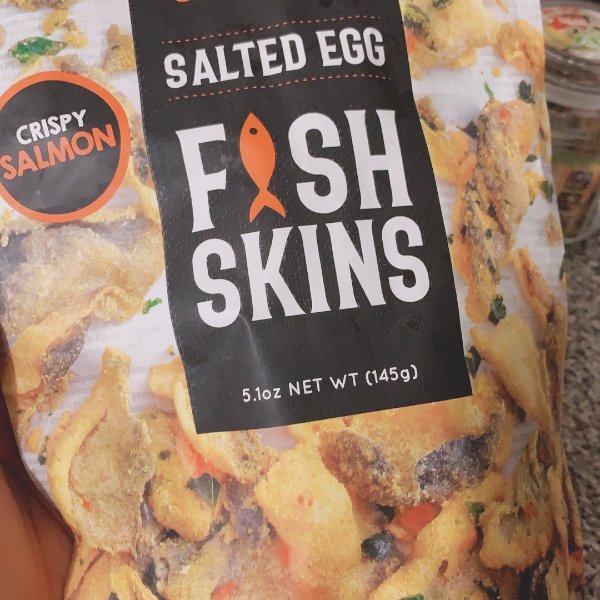 SALTED EGG
CRISPY
SALMON
FISH
SKINS
5.1oz NET WT (145g)